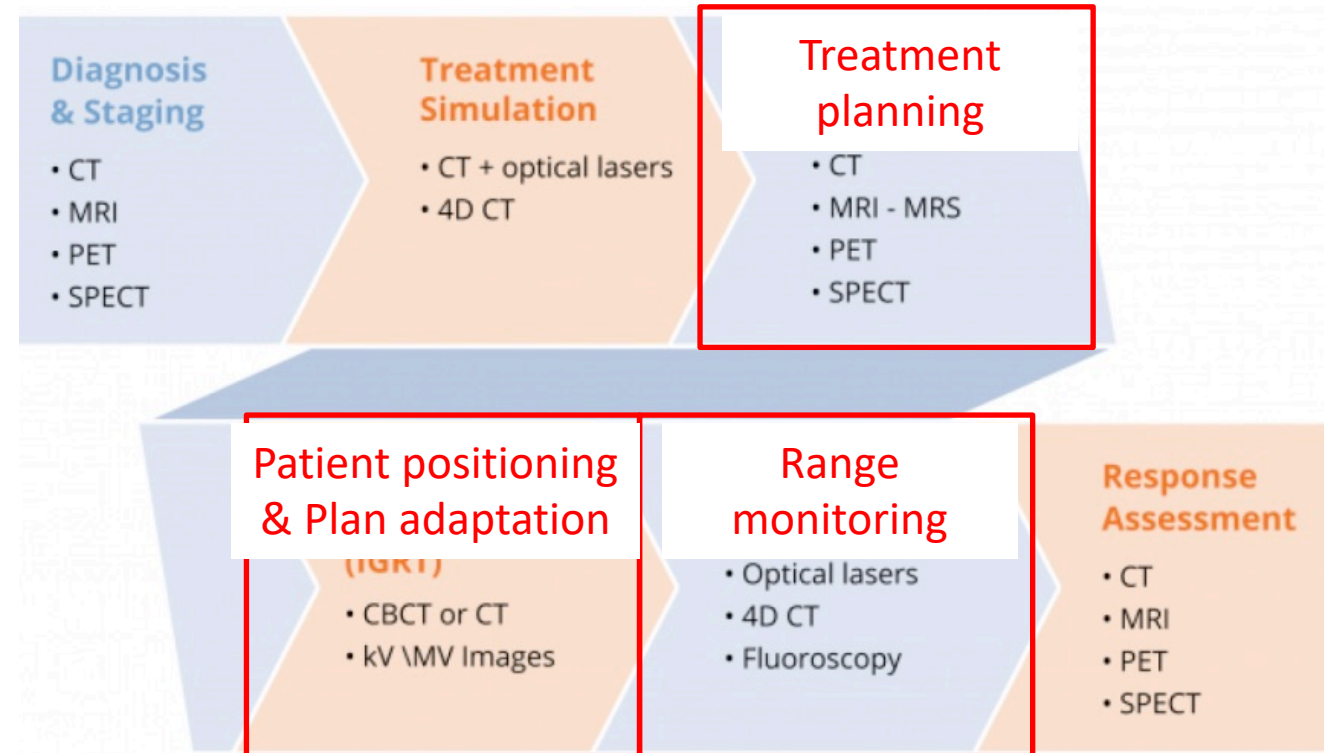 Diagnosis
& Staging
• CT
• MRI
• PET
• SPECT
Treatment
Simulation
• CT + optical lasers
• 4D CT
Treatment
planning
• CT
• MRI - MRS
• PET
• SPECT
Patient positioning
& Plan adaptation
(IGRT)
• CBCT or CT
• kV \MV Images
Range
monitoring
• Optical lasers
• 4D CT
• Fluoroscopy
Response
Assessment
• CT
• MRI
• PET
• SPECT